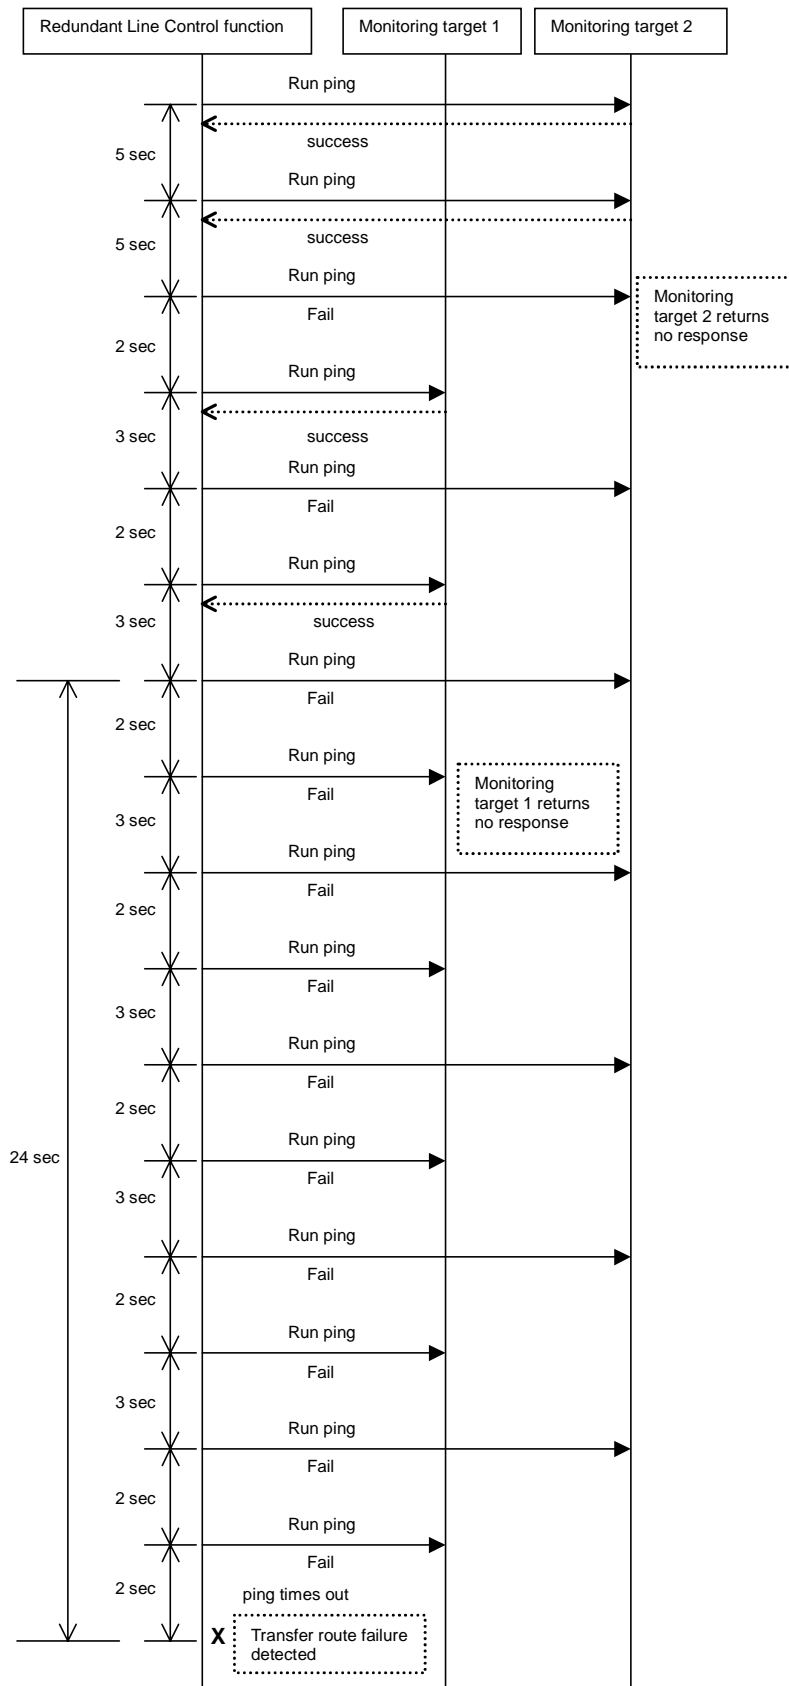 Redundant Line Control function
Monitoring target 1
Monitoring target 2
Run ping
success
5 sec
Run ping
success
5 sec
Run ping
Fail
Monitoring
target 2 returns
no response
2 sec
Run ping
success
3 sec
Run ping
Fail
2 sec
Run ping
success
3 sec
Run ping
Fail
2 sec
Run ping
Fail
Monitoring
target 1 returns
no response
3 sec
Run ping
Fail
2 sec
Run ping
Fail
3 sec
Run ping
Fail
2 sec
24 sec
Run ping
Fail
3 sec
Run ping
Fail
2 sec
Run ping
Fail
3 sec
Run ping
Fail
2 sec
Run ping
Fail
2 sec
ping times out
X
Transfer route failure
detected